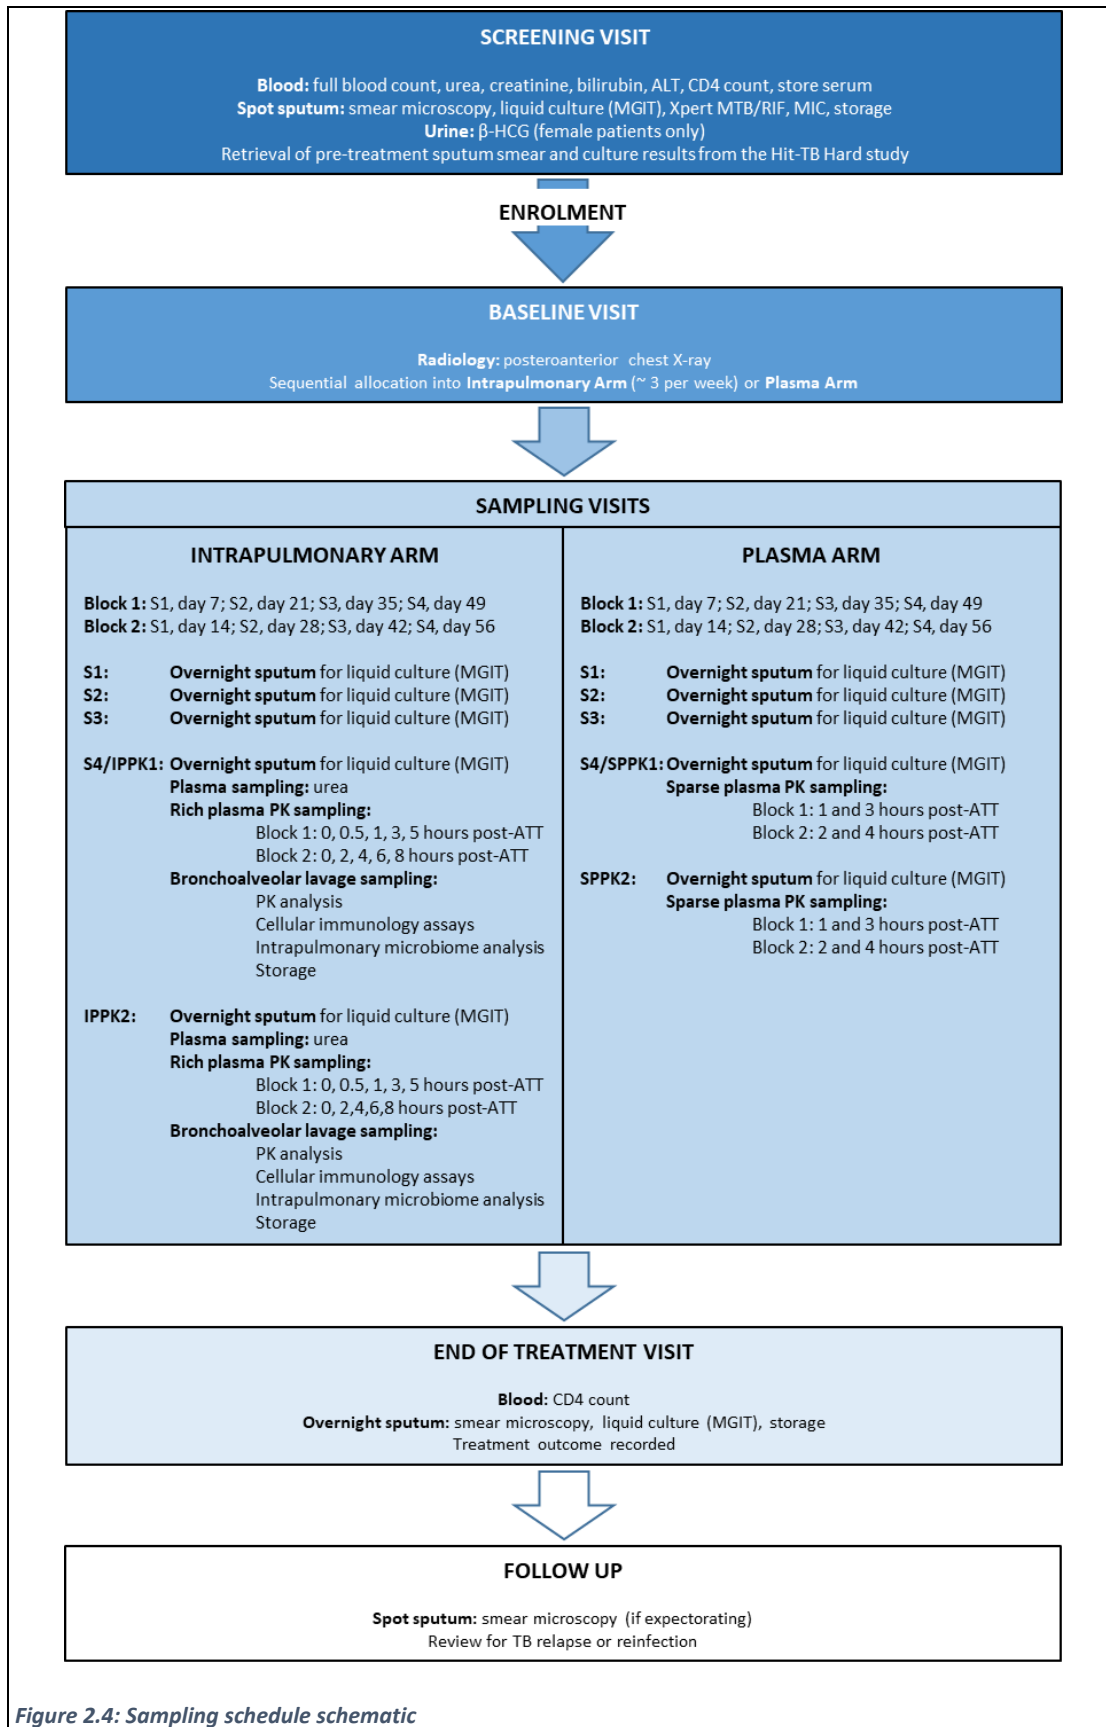 SCREENING VISIT
Blood: full blood count, urea, creatinine, bilirubin, ALT, CD4 count, store serum
Spot sputum: smear microscopy, liquid culture (MGIT), Xpert MTB/RIF, MIC, storage
Urine: β-HCG (female patients only)
Retrieval of pre-treatment sputum smear and culture results from the Hit-TB Hard study
ENROLMENT
BASELINE VISIT
Radiology: posteroanterior chest X-ray
Sequential allocation into Intrapulmonary Arm (~ 3 per week) or Plasma Arm
SAMPLING VISITS
INTRAPULMONARY ARM
Block 1: S1, day 7; S2, day 21; S3, day 35; S4, day 49
Block 2: S1, day 14; S2, day 28; S3, day 42; S4, day 56
S1: Overnight sputum for liquid culture (MGIT)
S2: Overnight sputum for liquid culture (MGIT)
S3: Overnight sputum for liquid culture (MGIT)
S4/IPPK1: Overnight sputum for liquid culture (MGIT)
Plasma sampling: urea
Rich plasma PK sampling:
Block 1: 0, 0.5, 1, 3, 5 hours post-ATT
Block 2: 0, 2, 4, 6, 8 hours post-ATT
Bronchoalveolar lavage sampling:
PK analysis
Cellular immunology assays
Intrapulmonary microbiome analysis
Storage
IPPK2: Overnight sputum for liquid culture (MGIT)
Plasma sampling: urea
Rich plasma PK sampling:
Block 1: 0, 0.5, 1, 3, 5 hours post-ATT
Block 2: 0, 2,4,6,8 hours post-ATT
Bronchoalveolar lavage sampling:
PK analysis
Cellular immunology assays
Intrapulmonary microbiome analysis
Storage
PLASMA ARM
Block 1: S1, day 7; S2, day 21; S3, day 35; S4, day 49
Block 2: S1, day 14; S2, day 28; S3, day 42; S4, day 56
S1: Overnight sputum for liquid culture (MGIT)
S2: Overnight sputum for liquid culture (MGIT)
S3: Overnight sputum for liquid culture (MGIT)
S4/SPPK1: Overnight sputum for liquid culture (MGIT)
Sparse plasma PK sampling:
Block 1: 1 and 3 hours post-ATT
Block 2: 2 and 4 hours post-ATT
SPPK2: Overnight sputum for liquid culture (MGIT)
Sparse plasma PK sampling:
Block 1: 1 and 3 hours post-ATT
Block 2: 2 and 4 hours post-ATT
END OF TREATMENT VISIT
Blood: CD4 count
Overnight sputum: smear microscopy, liquid culture (MGIT), storage
Treatment outcome recorded
FOLLOW UP
Spot sputum: smear microscopy (if expectorating)
Review for TB relapse or reinfection
Figure 2.4: Sampling schedule schematic